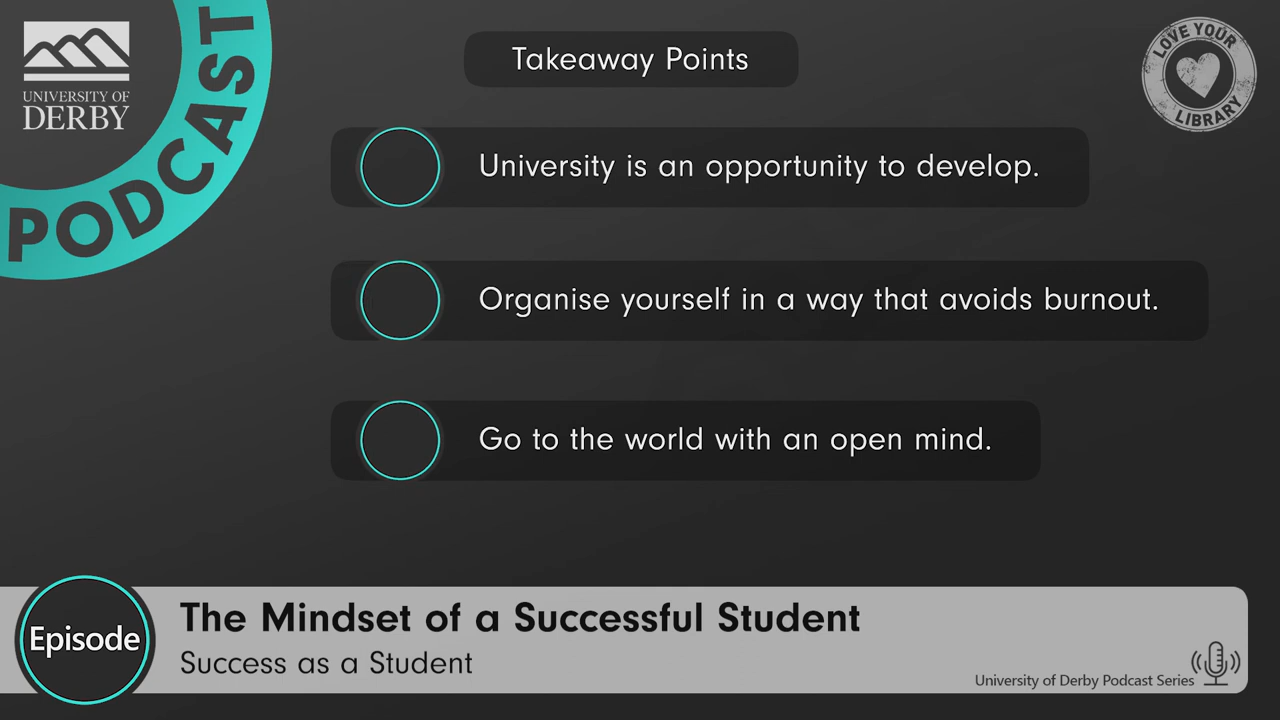 UNIVERSITY OF
DERBY
PODCAST
Takeaway Points
LOVE YOUR
LIBRARY
University is an opportunity to develop.
Organise yourself in a way that avoids burnout.
Go to the world with an open mind.
Episode
The Mindset of a Successful Student
Success as a Student
University of Derby Podcast Series